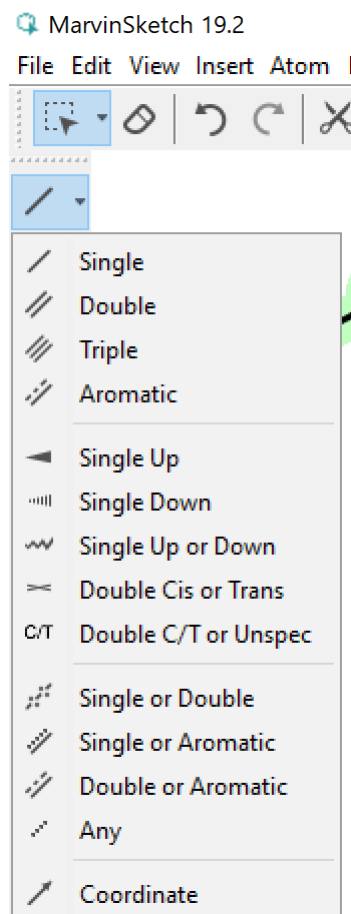 MarvinSketch 19.2
File Edit View Insert Atom
Single
Double
Triple
Aromatic
Single Up
Single Down
Single Up or Down
Double Cis or Trans
C/T Double C/T or Unspec
Single or Double
Single or Aromatic
Double or Aromatic
Any
Coordinate